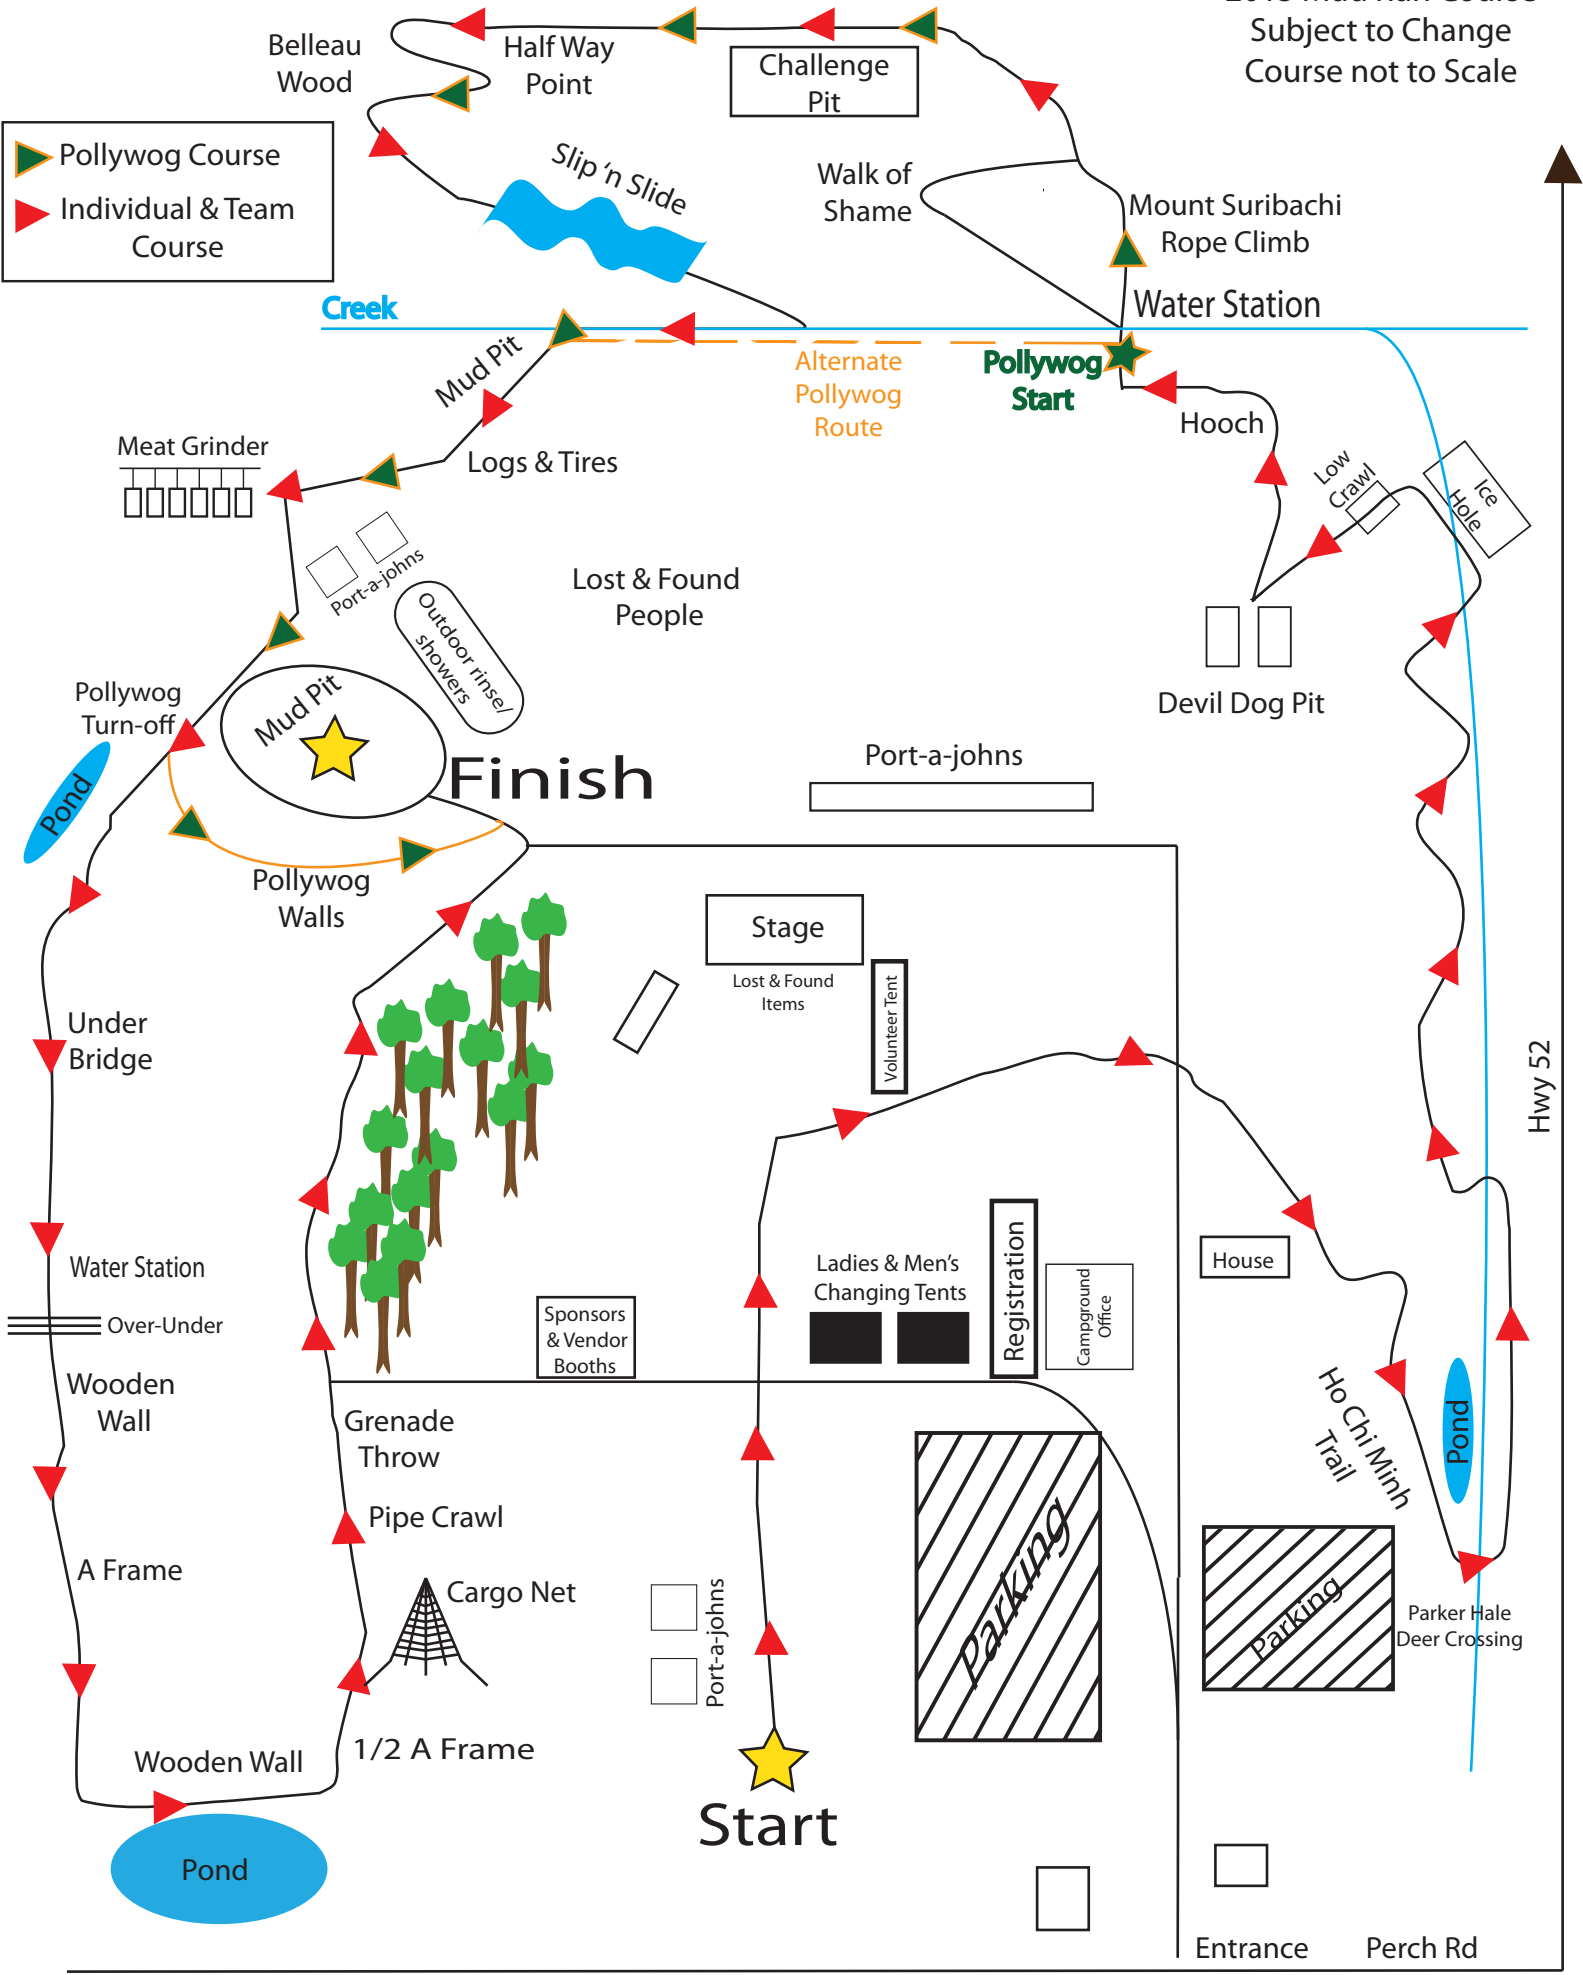 Subject to Change
Course not to Scale
Belleau
Wood
Half Way
Point
Challenge
Pit
Pollywog Course
Individual & Team
Course
Slip 'n Slide
Walk of
Shame
Mount Suribachi
Rope Climb
Creek
Water Station
Mud Pit
Alternate
Pollywog
Route
Pollywog
Start
Hooch
Meat Grinder
Logs & Tires
Low
Crawl
Ice
Hole
Port-a-johns
Outdoor rinse/
showers
Lost & Found
People
Devil Dog Pit
Pollywog
Turn-off
Mud Pit
Finish
Pond
Port-a-johns
Pollywog
Walls
Stage
Lost & Found
Items
Volunteer Tent
Under
Bridge
Hwy 52
Water Station
Over-Under
Ladies & Men's
Changing Tents
Registration
Campground
Office
House
Sponsors
& Vendor
Booths
Wooden
Wall
Grenade
Throw
Ho Chi Minh
Trail
Pond
Pipe Crawl
Parking
A Frame
Cargo Net
Port-a-johns
Parking
Parker Hale
Deer Crossing
Wooden Wall
1/2 A Frame
Start
Pond
Entrance
Perch Rd